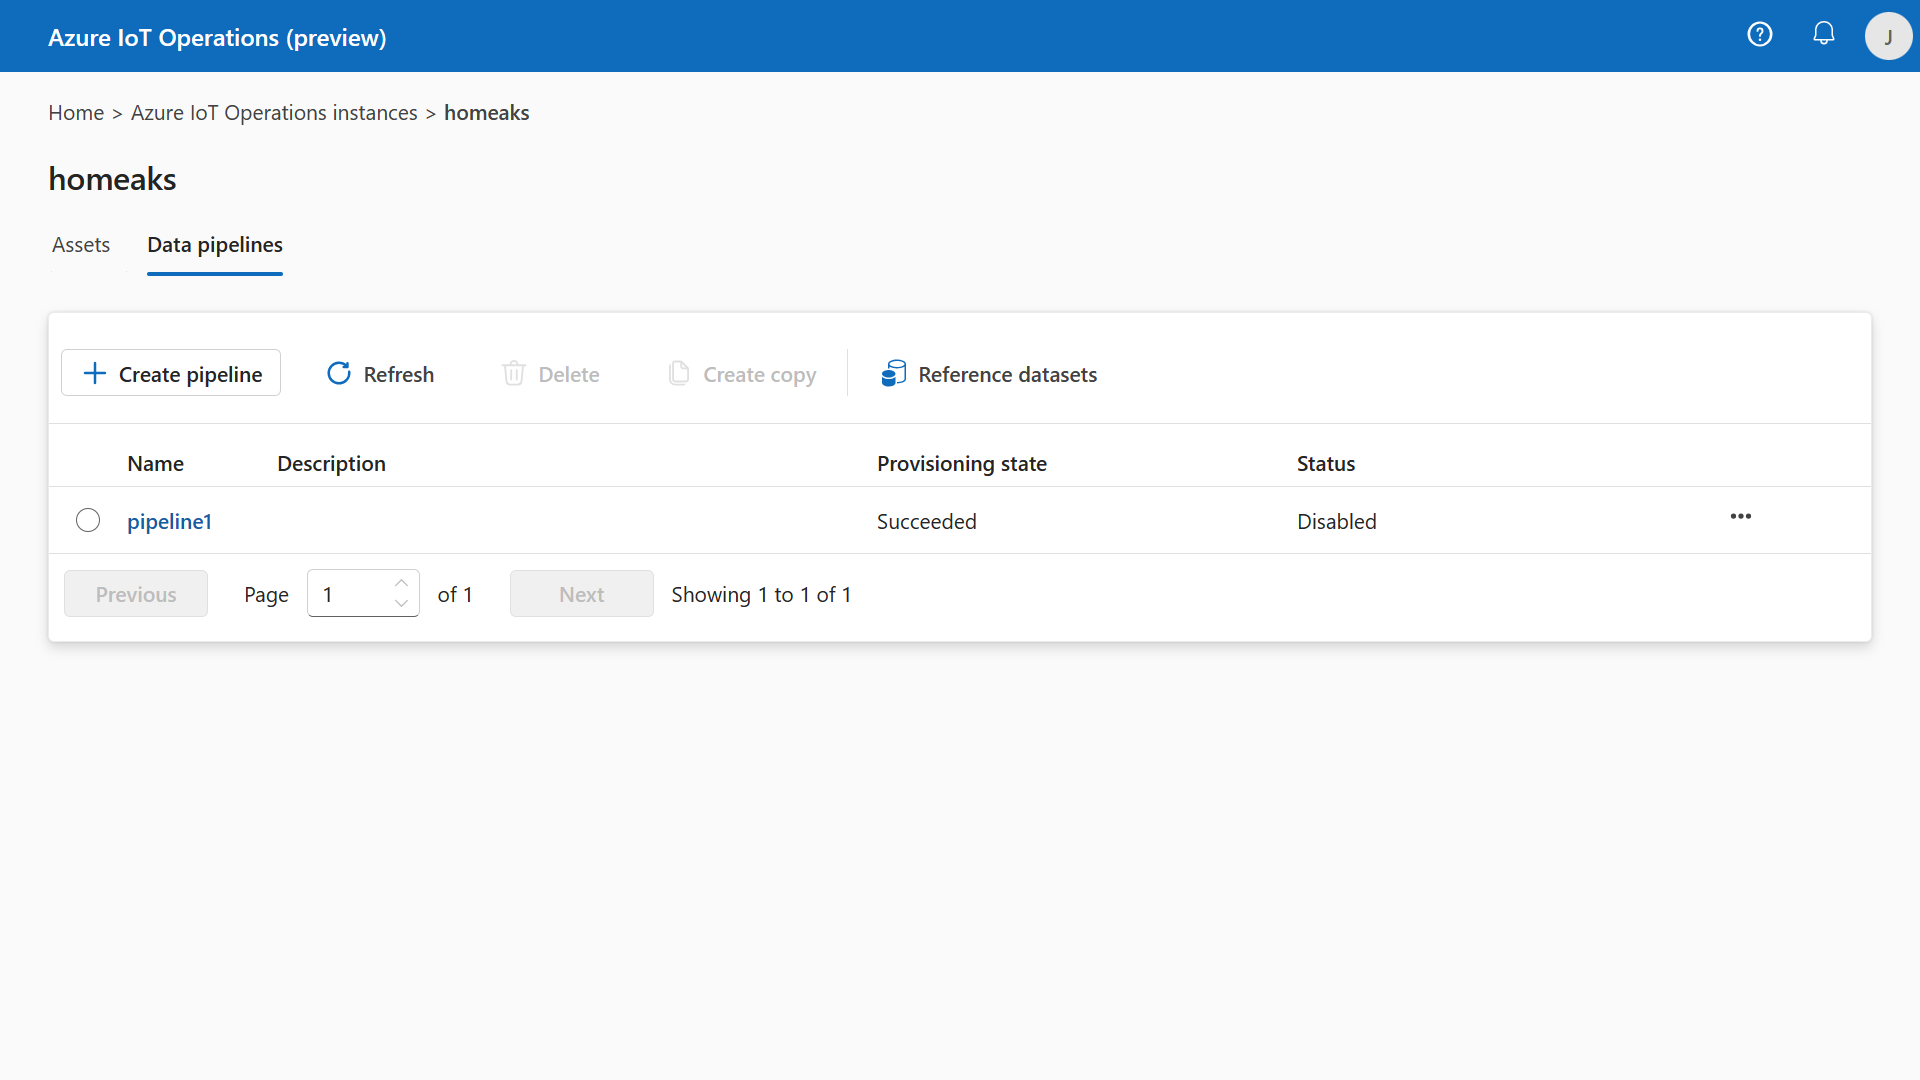 Azure IoT Operations (preview)
J
Home > Azure IoT Operations instances > homeaks
homeaks
Assets Data pipelines
Create pipeline Refresh Delete Create copy Reference datasets
Name Description Provisioning state Status
pipeline1 Succeeded Disabled
Previous Page 1 of 1 Next Showing 1 to 1 of 1